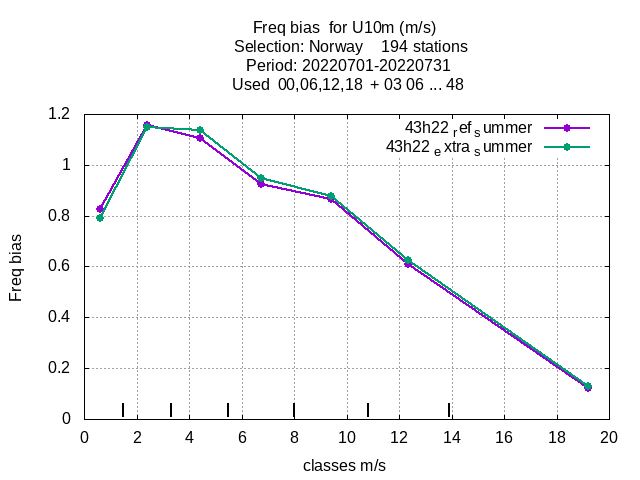 Freq bias  for U10m (m/s)
Selection: Norway    194 stations
Period: 20220701-20220731
Used  00,06,12,18  + 03 06 ... 48
43h22 ref summer
43h22 extra summer
Freq bias
1.2
1
0.8
0.6
0.4
0.2
0
0 2 4 6 8 10 12 14 16 18 20
classes m/s